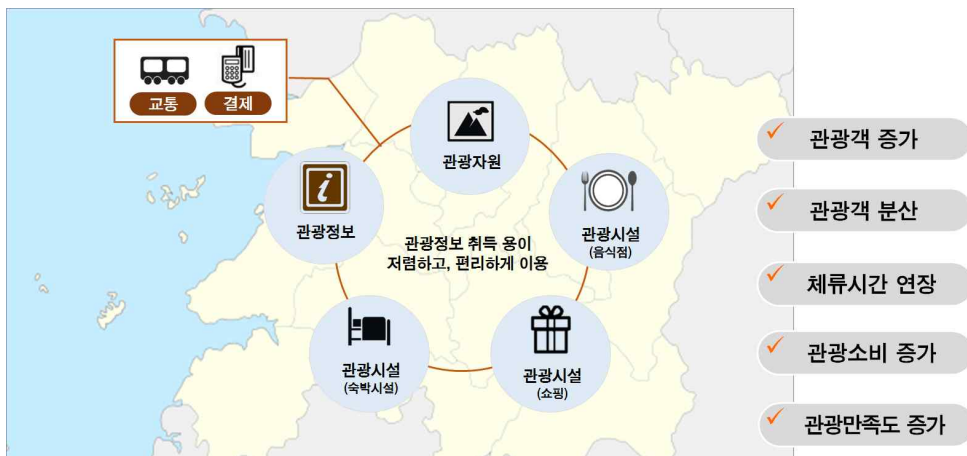 교통
결제
관광자원
관광정보
관광시설
(음식점)
관광정보 취득 용이
저렴하고, 편리하게 이용
관광시설
(숙박시설)
관광시설
(쇼핑)
관광객 증가
관광객 분산
체류시간 연장
관광소비 증가
관광만족도 증가